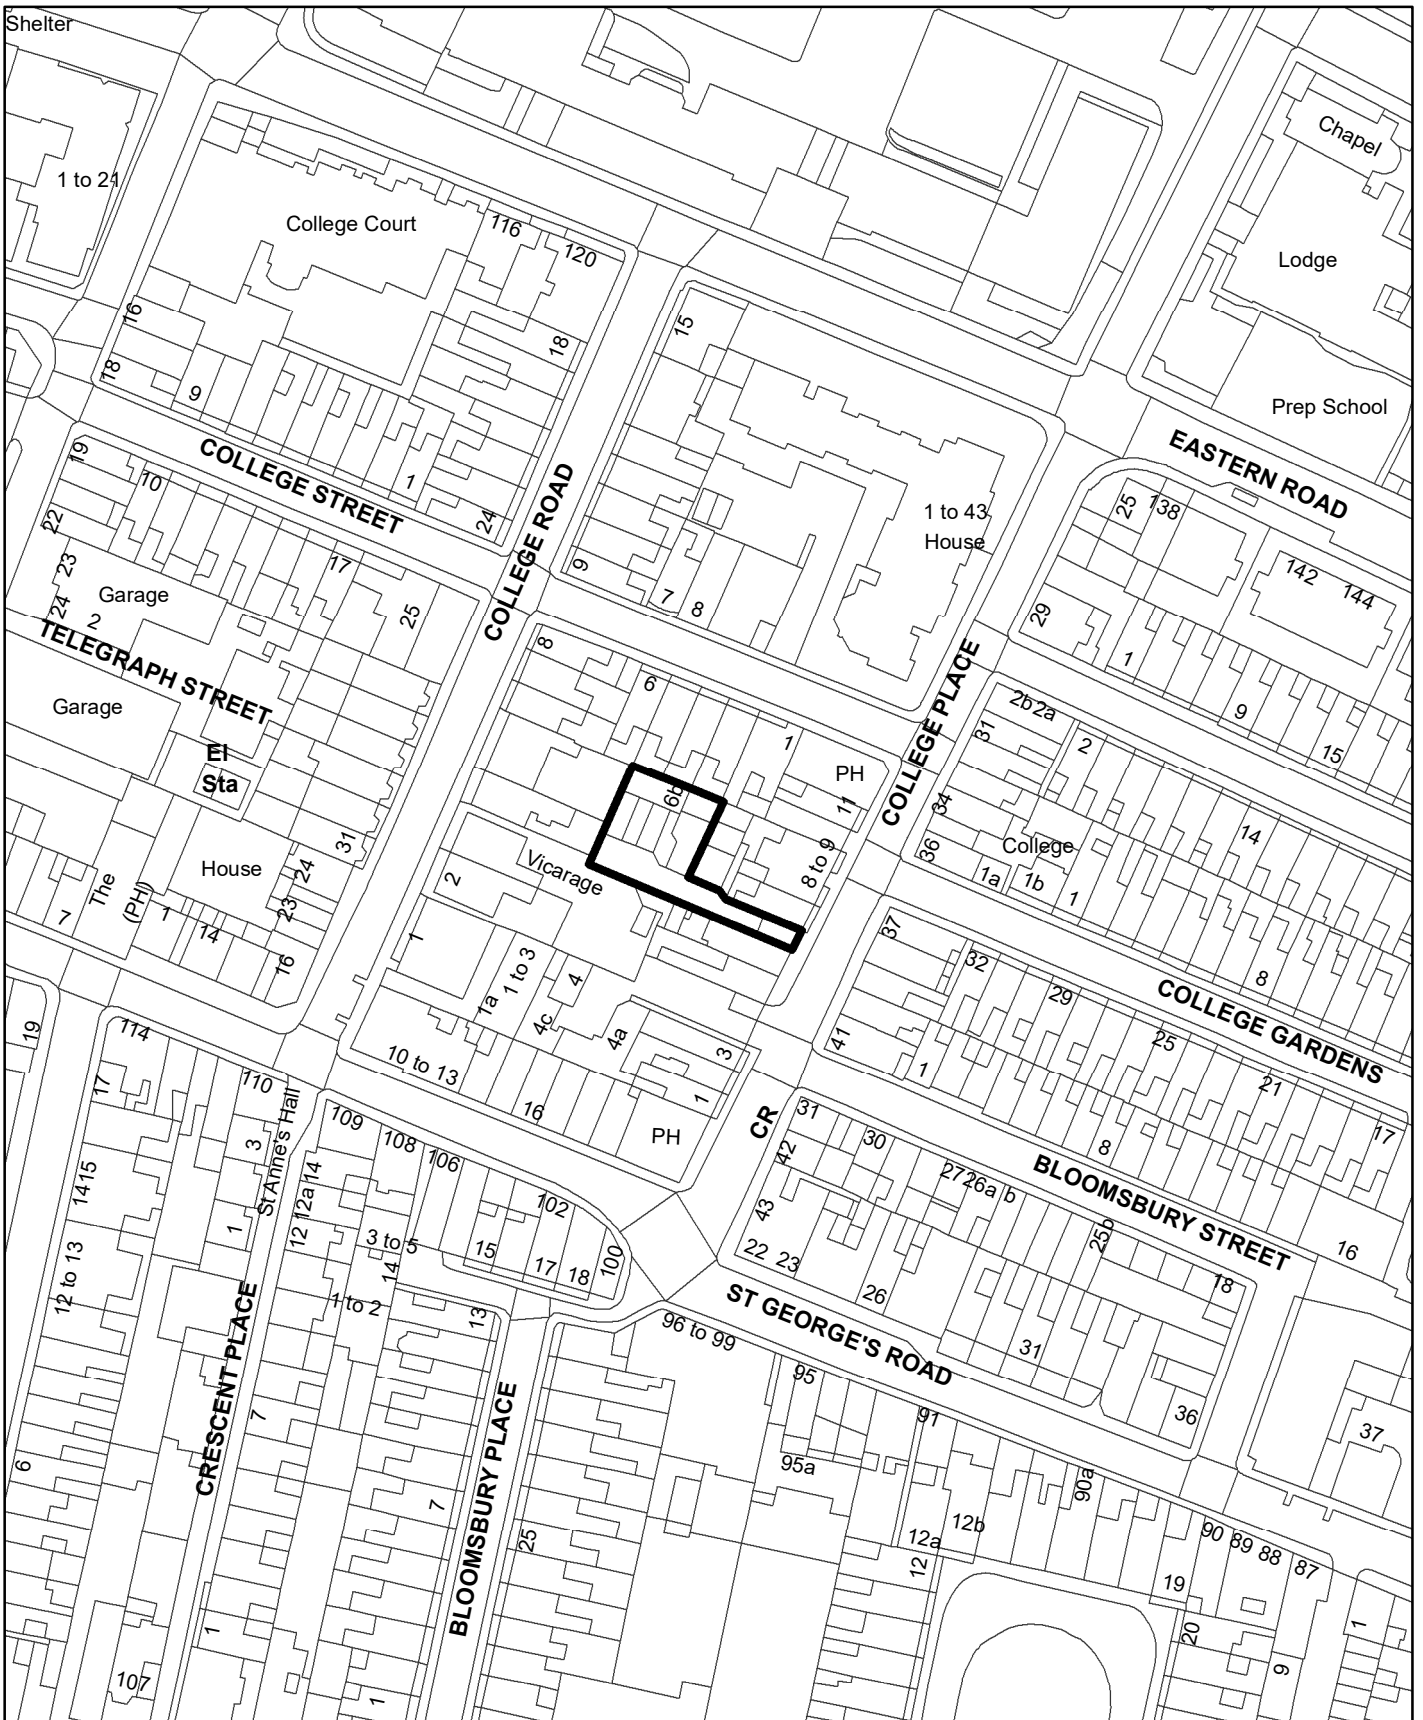 Shelter
1 to 21
Chapel
College Court
116
120
Lodge
16
18
9
18
15
Prep School
COLLEGE STREET
1
24
COLLEGE ROAD
EASTERN ROAD
19
10
22
23
24
Garage
2
17
25
9
7
8
1 to 43
House
25
138
142
144
29
TELEGRAPH STREET
Garage
El
Sta
8
6
1
PH
11
COLLEGE PLACE
31
2b
2a
2
1
9
15
6b
8 to 9
34
36
College
1a
1b
1
14
8
31
House
24
23
The
(PH)
7
1
14
16
Vicarage
2
1
1a
1 to 3
4
4c
4a
3
1
10 to 13
16
PH
CR
37
32
29
25
21
17
COLLEGE GARDENS
41
1
8
BLOOMSBURY STREET
19
114
17
110
St Anne's Hall
3
1
109
108
106
102
100
14
12a
12
3 to 5
14
1 to 2
15
17
18
13
1415
12 to 13
6
CRESCENT PLACE
7
7
BLOOMSBURY PLACE
25
1
1
107
31
42
43
30
27
26a
b
25b
18
16
22
23
26
31
36
37
ST GEORGE'S ROAD
96 to 99
95
95a
91
90a
12b
12a
12
90
89
88
87
19
20
9
1